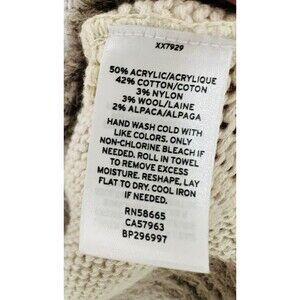 XX7929
50% ACRYLIC/ACRYLIQUE
42% COTTON/COTON
3% NYLON
3% WOOL/LAINE
2% ALPACA/ALPAGA
HAND WASH COLD WITH
LIKE COLORS. ONLY
NON-CHLORINE BLEACH IF
NEEDED. ROLL IN TOWEL
TO REMOVE EXCESS
MOISTURE. RESHAPE, LAY
FLAT TO DRY. COOL IRON
IF NEEDED.
RN58665
CA57963
BP296997